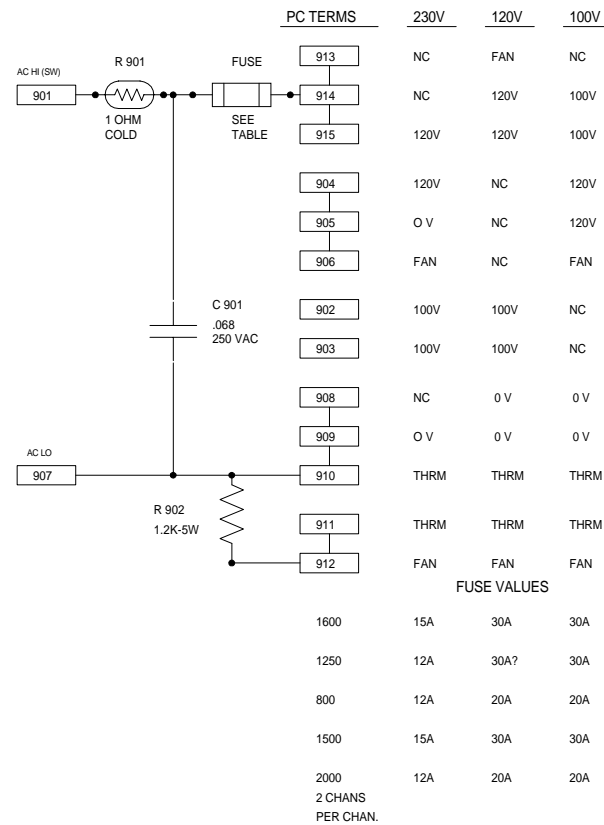 PC TERMS 230V 120V 100V
913 NC FAN NC
R 901 FUSE
AC HI (SW)
901 914 NC 120V 100V
1 OHM SEE
COLD TABLE
915 120V 120V 100V
904 120V NC 120V
905 O V NC 120V
906 FAN NC FAN
C 901 902 100V 100V NC
.068
250 VAC
903 100V 100V NC
908 NC 0 V 0 V
909 O V 0 V 0 V
AC LO
907 910 THRM THRM THRM
R 902
1.2K-5W
911 THRM THRM THRM
912 FAN FAN FAN
FUSE VALUES
1600 15A 30A 30A
1250 12A 30A? 30A
800 12A 20A 20A
1500 15A 30A 30A
2000 12A 20A 20A
2 CHANS
PER CHAN.